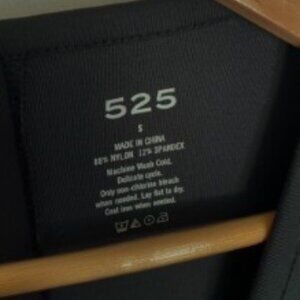 525
S
MADE IN CHINA
88% NYLON 12% SPANDEX
Machine Wash Cold.
Delicate cycle.
Only non-chlorine bleach
when needed. Lay flat to dry.
Cool iron when needed.